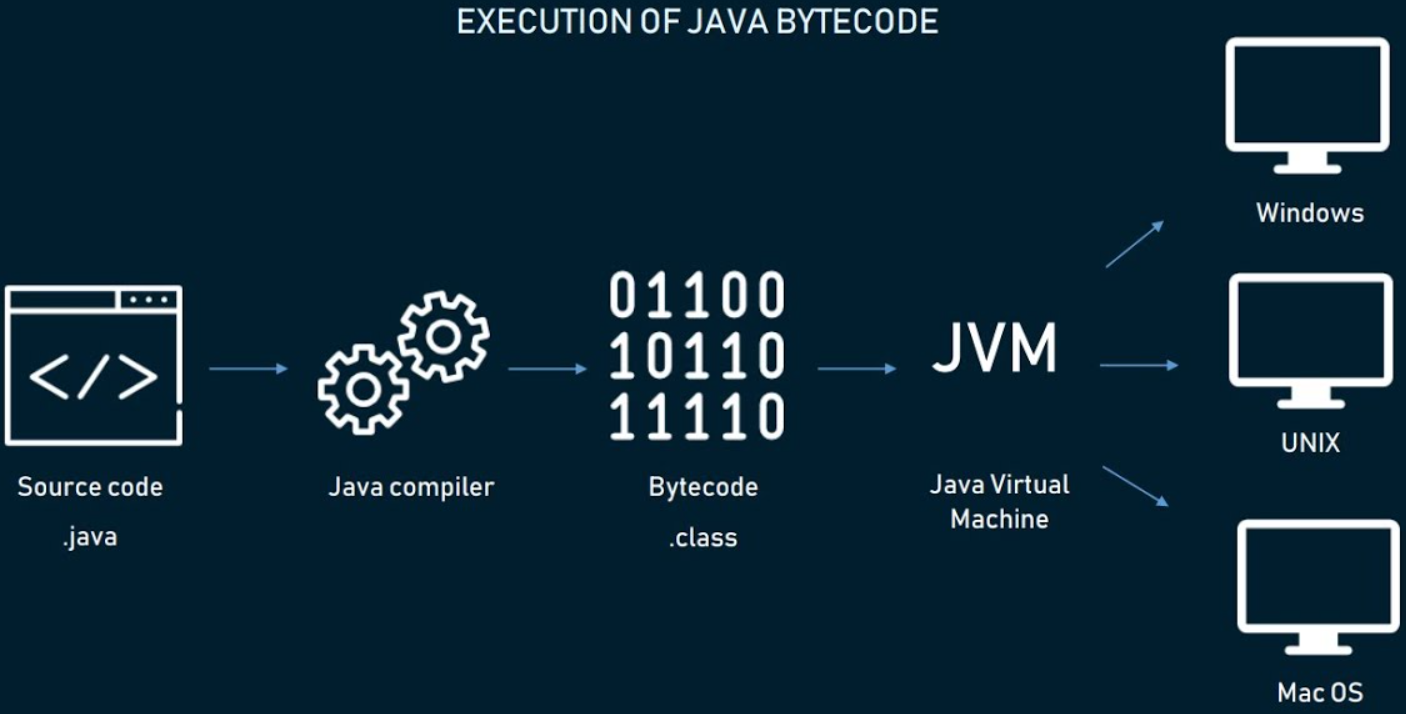 EXECUTION OF JAVA BYTECODE
</>
Source code
.java
Java compiler
01100
10110
11110
Bytecode
.class
JVM
Java Virtual
Machine
Windows
UNIX
Mac OS